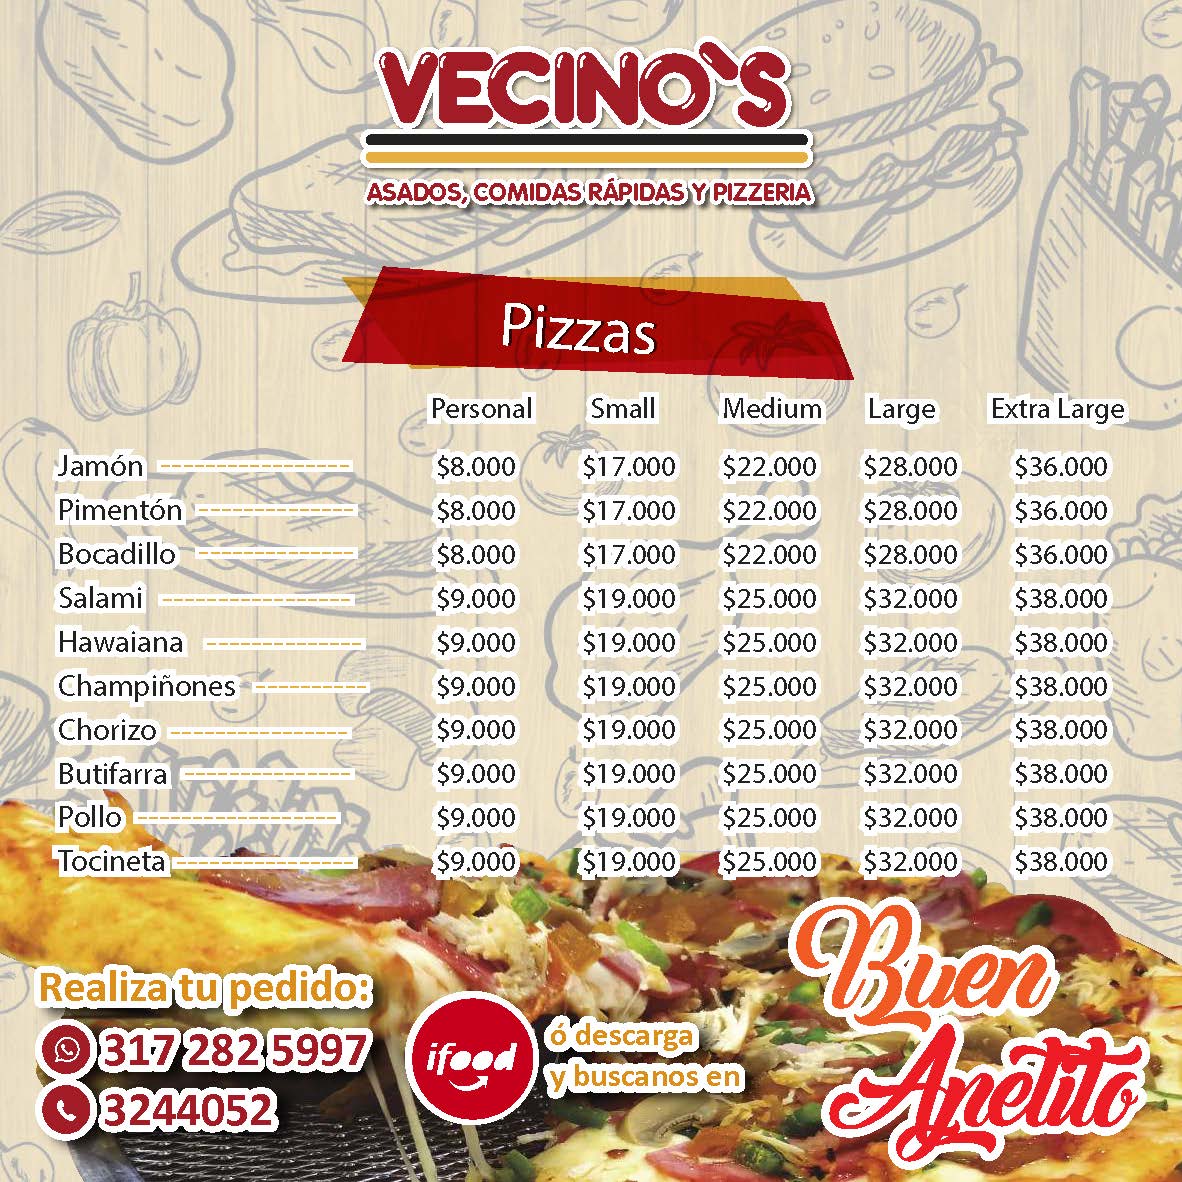 VECINO`S
ASADOS, COMIDAS RÁPIDAS Y PIZZERIA
Pizzas
Personal Small Medium Large Extra Large
Jamón ---------- $8.000 $17.000 $22.000 $28.000 $36.000
Pimentón ---------- $8.000 $17.000 $22.000 $28.000 $36.000
Bocadillo ---------- $8.000 $17.000 $22.000 $28.000 $36.000
Salami ---------- $9.000 $19.000 $25.000 $32.000 $38.000
Hawaiana ---------- $9.000 $19.000 $25.000 $32.000 $38.000
Champiñones ---------- $9.000 $19.000 $25.000 $32.000 $38.000
Chorizo ---------- $9.000 $19.000 $25.000 $32.000 $38.000
Butifarra ---------- $9.000 $19.000 $25.000 $32.000 $38.000
Pollo ---------- $9.000 $19.000 $25.000 $32.000 $38.000
Tocineta ---------- $9.000 $19.000 $25.000 $32.000 $38.000
Realiza tu pedido:
317 282 5997
3244052
ifood
ó descarga
y buscanos en
Buen
Apetito